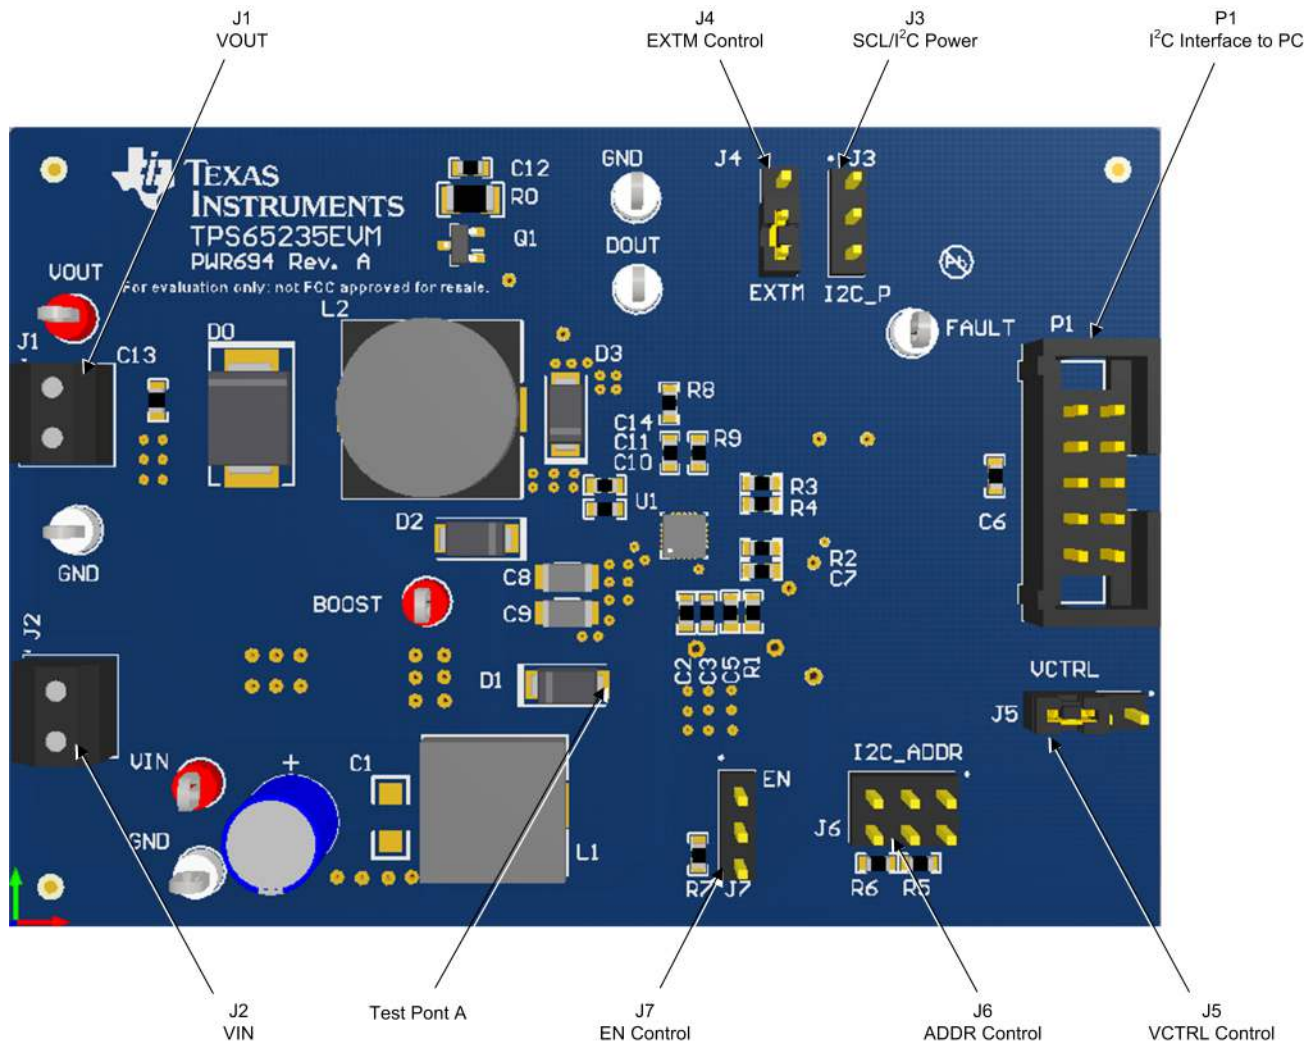 J1
VOUT
J4
EXTM Control
J3
SCL/I²C Power
P1
I²C Interface to PC
TEXAS
INSTRUMENTS
TPS65235EVM
PWR694 Rev. A
For evaluation only; not FCC approved for resale.
C12
R0
Q1
GND
DOUT
J4
J3
EXTM
I2C_P
Pb
VOUT
J1
C13
D0
L2
D3
FAULT
P1
R8
C14
C11
C10
R9
U1
R3
R4
C6
GND
D2
R2
C7
C8
C9
BOOST
J2
D1
C2
C3
C5
R1
VCTRL
J5
VIN
+
C1
EN
I2C_ADDR
J6
GND
L1
R7
J7
R6
R5
J2
VIN
Test Pont A
J7
EN Control
J6
ADDR Control
J5
VCTRL Control